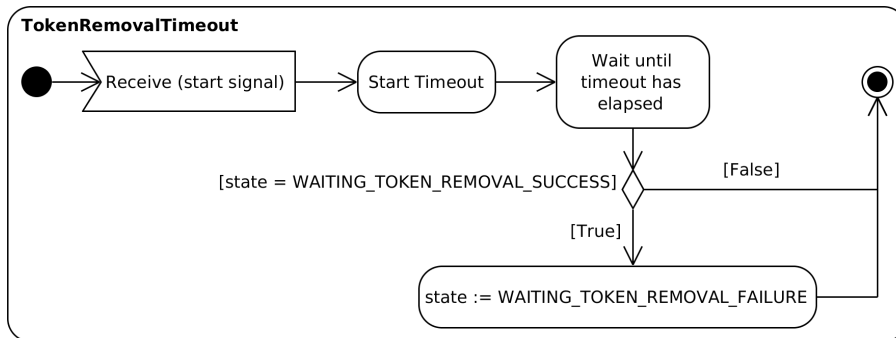 TokenRemovalTimeout
Receive (start signal)
Start Timeout
Wait until
timeout has
elapsed
[state = WAITING_TOKEN_REMOVAL_SUCCESS]
[False]
[True]
state := WAITING_TOKEN_REMOVAL_FAILURE